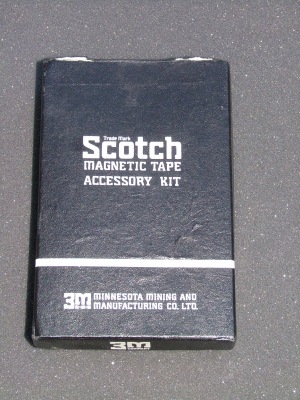 Trade Mark
Scotch
MAGNETIC TAPE
ACCESSORY KIT
3M MINNESOTA MINING AND
MANUFACTURING CO. LTD.
3M